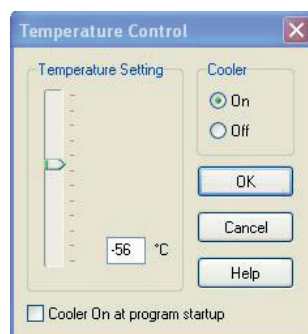 Temperature Control
Temperature Setting
Cooler
On
Off
OK
-56 °C
Cancel
Help
Cooler On at program startup